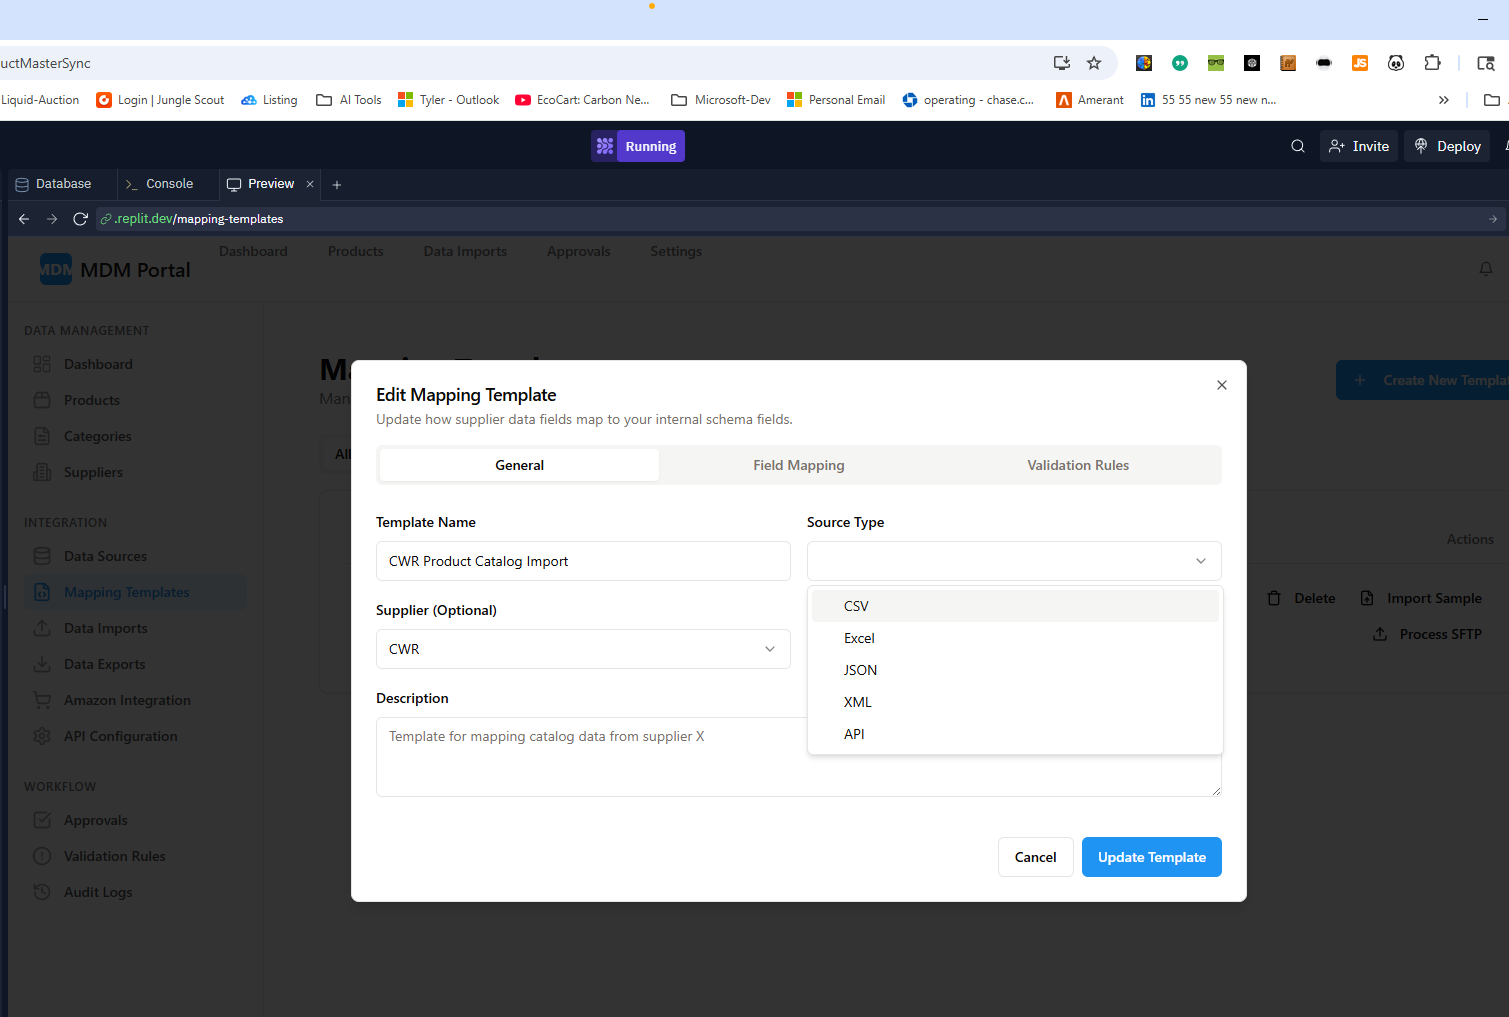 uctMasterSync
Liquid-Auction
Login | Jungle Scout
Listing
AI Tools
Tyler - Outlook
EcoCart: Carbon Ne...
Microsoft-Dev
Personal Email
operating - chase.c...
Amerant
55 55 new 55 new n...
Running
Invite
Deploy
Database
Console
Preview
.replit.dev/mapping-templates
Dashboard
Products
Data Imports
Approvals
Settings
MDM
MDM Portal
DATA MANAGEMENT
Dashboard
Products
Categories
Suppliers
INTEGRATION
Data Sources
Mapping Templates
Data Imports
Data Exports
Amazon Integration
API Configuration
WORKFLOW
Approvals
Validation Rules
Audit Logs
Create New Templa
All
Actions
Delete
Import Sample
Process SFTP
Edit Mapping Template
Update how supplier data fields map to your internal schema fields.
General
Field Mapping
Validation Rules
Template Name
Source Type
CWR Product Catalog Import
Supplier (Optional)
CWR
CSV
Excel
JSON
XML
API
Description
Template for mapping catalog data from supplier X
Cancel
Update Template